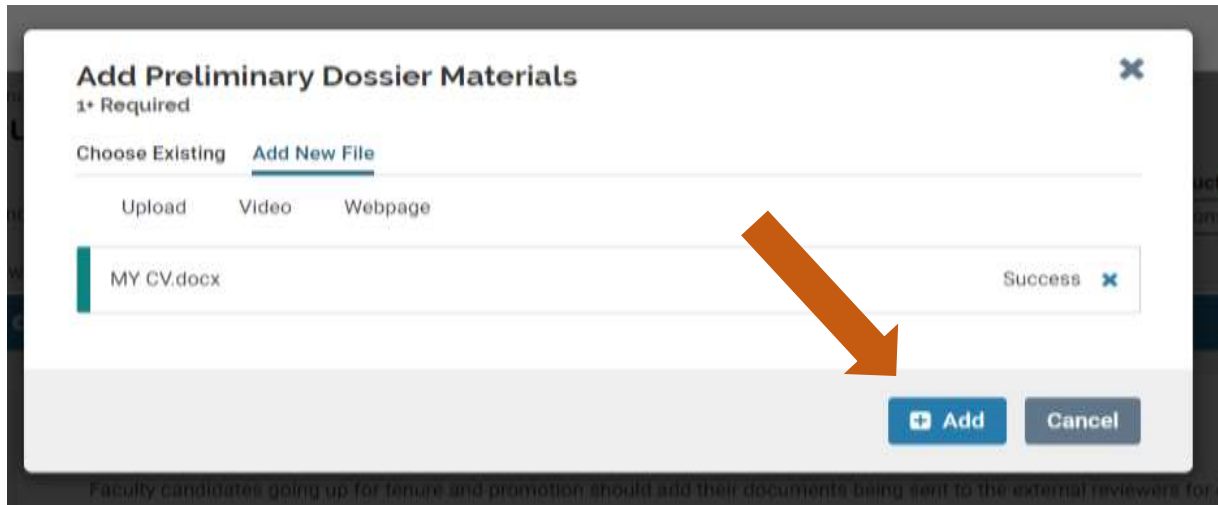 Add Preliminary Dossier Materials
1+ Required
Choose Existing Add New File
Upload Video Webpage
MY CV.docx Success
Add Cancel
Faculty candidates going up for tenure and promotion should add their documents being sent to the external reviewers for